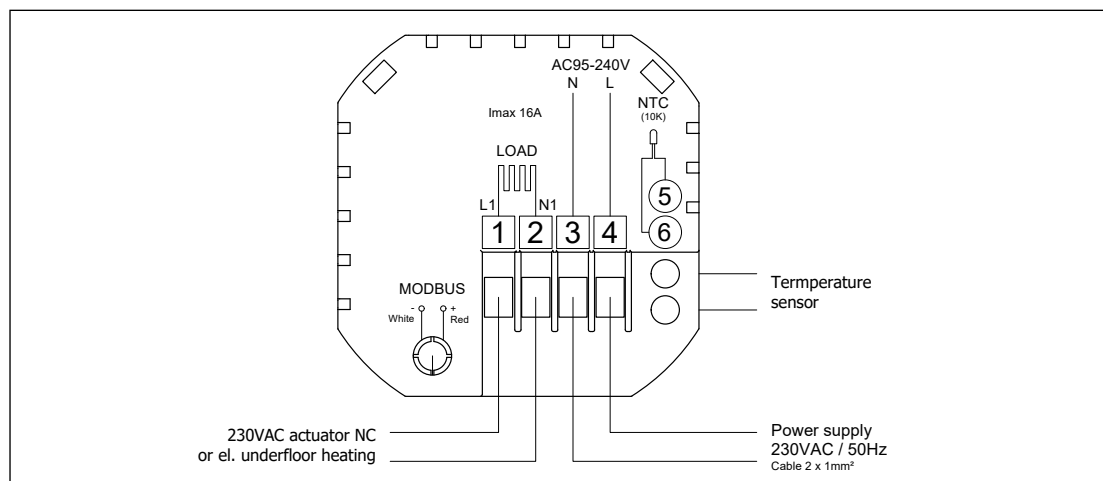 AC95-240V
N L
Imax 16A
NTC
(10K)
LOAD
L1 N1
1 2 3 4
5
6
MODBUS
- +
White Red
Termperature
sensor
230VAC actuator NC
or el. underfloor heating
Power supply
230VAC / 50Hz
Cable 2 x 1mm²